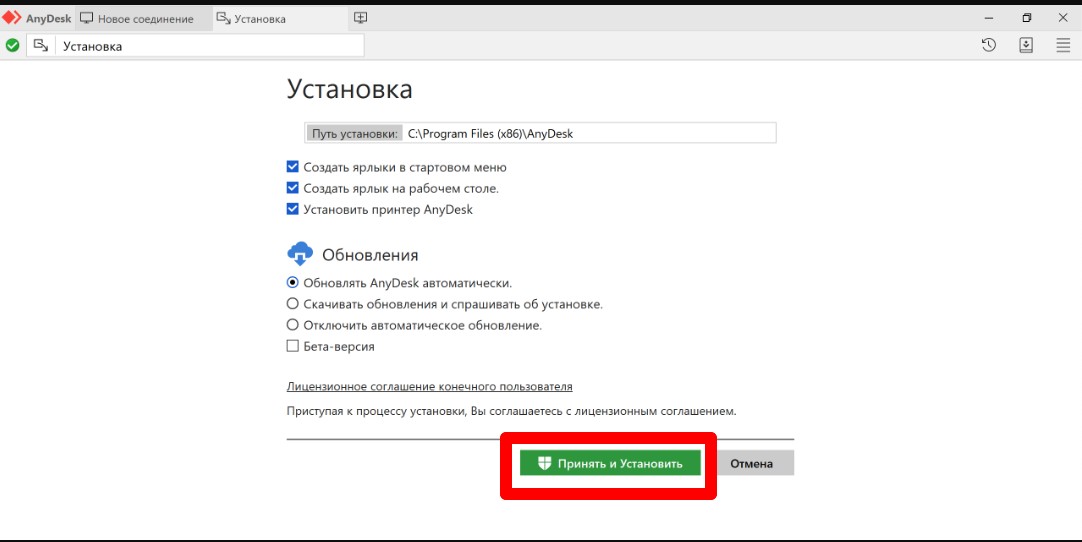 AnyDesk Новое соединение Установка
Установка
Установка
Путь установки: C:\Program Files (x86)\AnyDesk
Создать ярлыки в стартовом меню
Создать ярлык на рабочем столе.
Установить принтер AnyDesk
Обновления
Обновлять AnyDesk автоматически.
Скачивать обновления и спрашивать об установке.
Отключить автоматическое обновление.
Бета-версия
Лицензионное соглашение конечного пользователя
Приступая к процессу установки, Вы соглашаетесь с лицензионным соглашением.
Принять и Установить Отмена